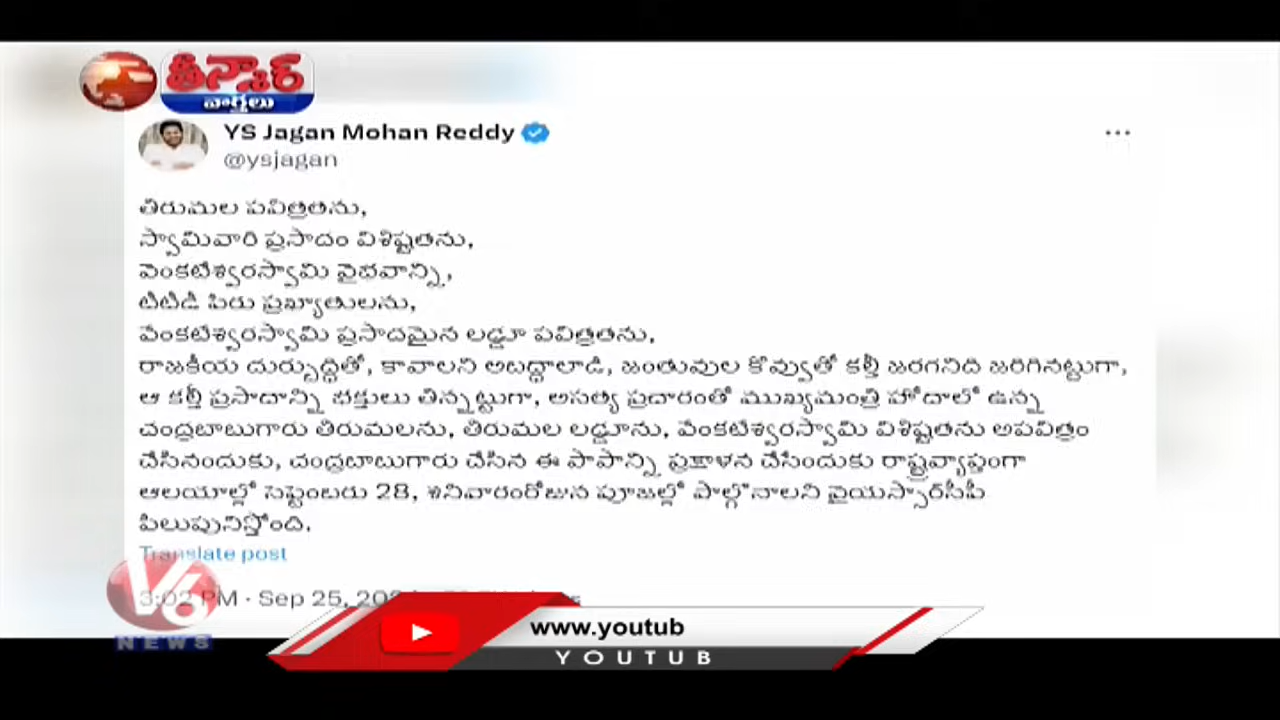 తీన్మార్
వార్తలు
YS Jagan Mohan Reddy
@ysjagan
తిరుమల పవిత్రతను,
స్వామివారి ప్రసాదం విశిష్టతను,
వెంకటేశ్వరస్వామి వైభవాన్ని,
టీటీడీ పేరు ప్రఖ్యాతులను,
వేంకటేశ్వరస్వామి ప్రసాదమైన లడ్డూ పవిత్రతను,
రాజకీయ దుర్బుద్ధితో, కావాలని అబద్ధాలాడి, జంతువుల కొవ్వుతో కల్తీ జరగనిది జరిగినట్టుగా,
ఆ కల్తీ ప్రసాదాన్ని భక్తులు తిన్నట్టుగా, అసత్య ప్రచారంతో ముఖ్యమంత్రి హోదాలో ఉన్న
చంద్రబాబుగారు తిరుమలను, తిరుమల లడ్డూను, వేంకటేశ్వరస్వామి విశిష్టతను అపవిత్రం
చేసినందుకు, చంద్రబాబుగారు చేసిన ఈ పాపాన్ని ప్రక్షాళన చేసేందుకు రాష్ట్రవ్యాప్తంగా
ఆలయాల్లో సెప్టెంబరు 28, శనివారంరోజున పూజల్లో పాల్గొనాలని వైయస్సార్‌సీపీ
పిలుపునిస్తోంది.
Translate post
3:02 PM · Sep 25,
V6
NEWS
www.youtub
YOUTUB